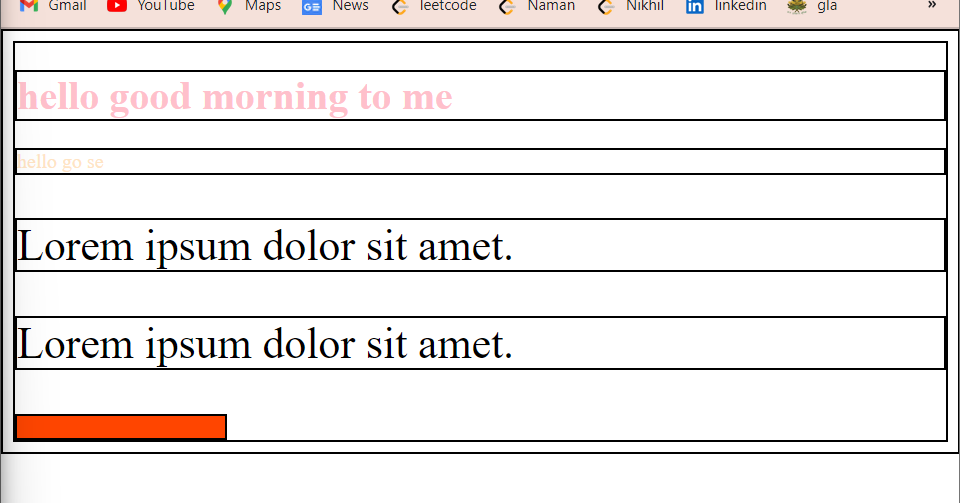 Gmail YouTube Maps News leetcode Naman Nikhil linkedin gla »
hello good morning to me
hello go se
Lorem ipsum dolor sit amet.
Lorem ipsum dolor sit amet.